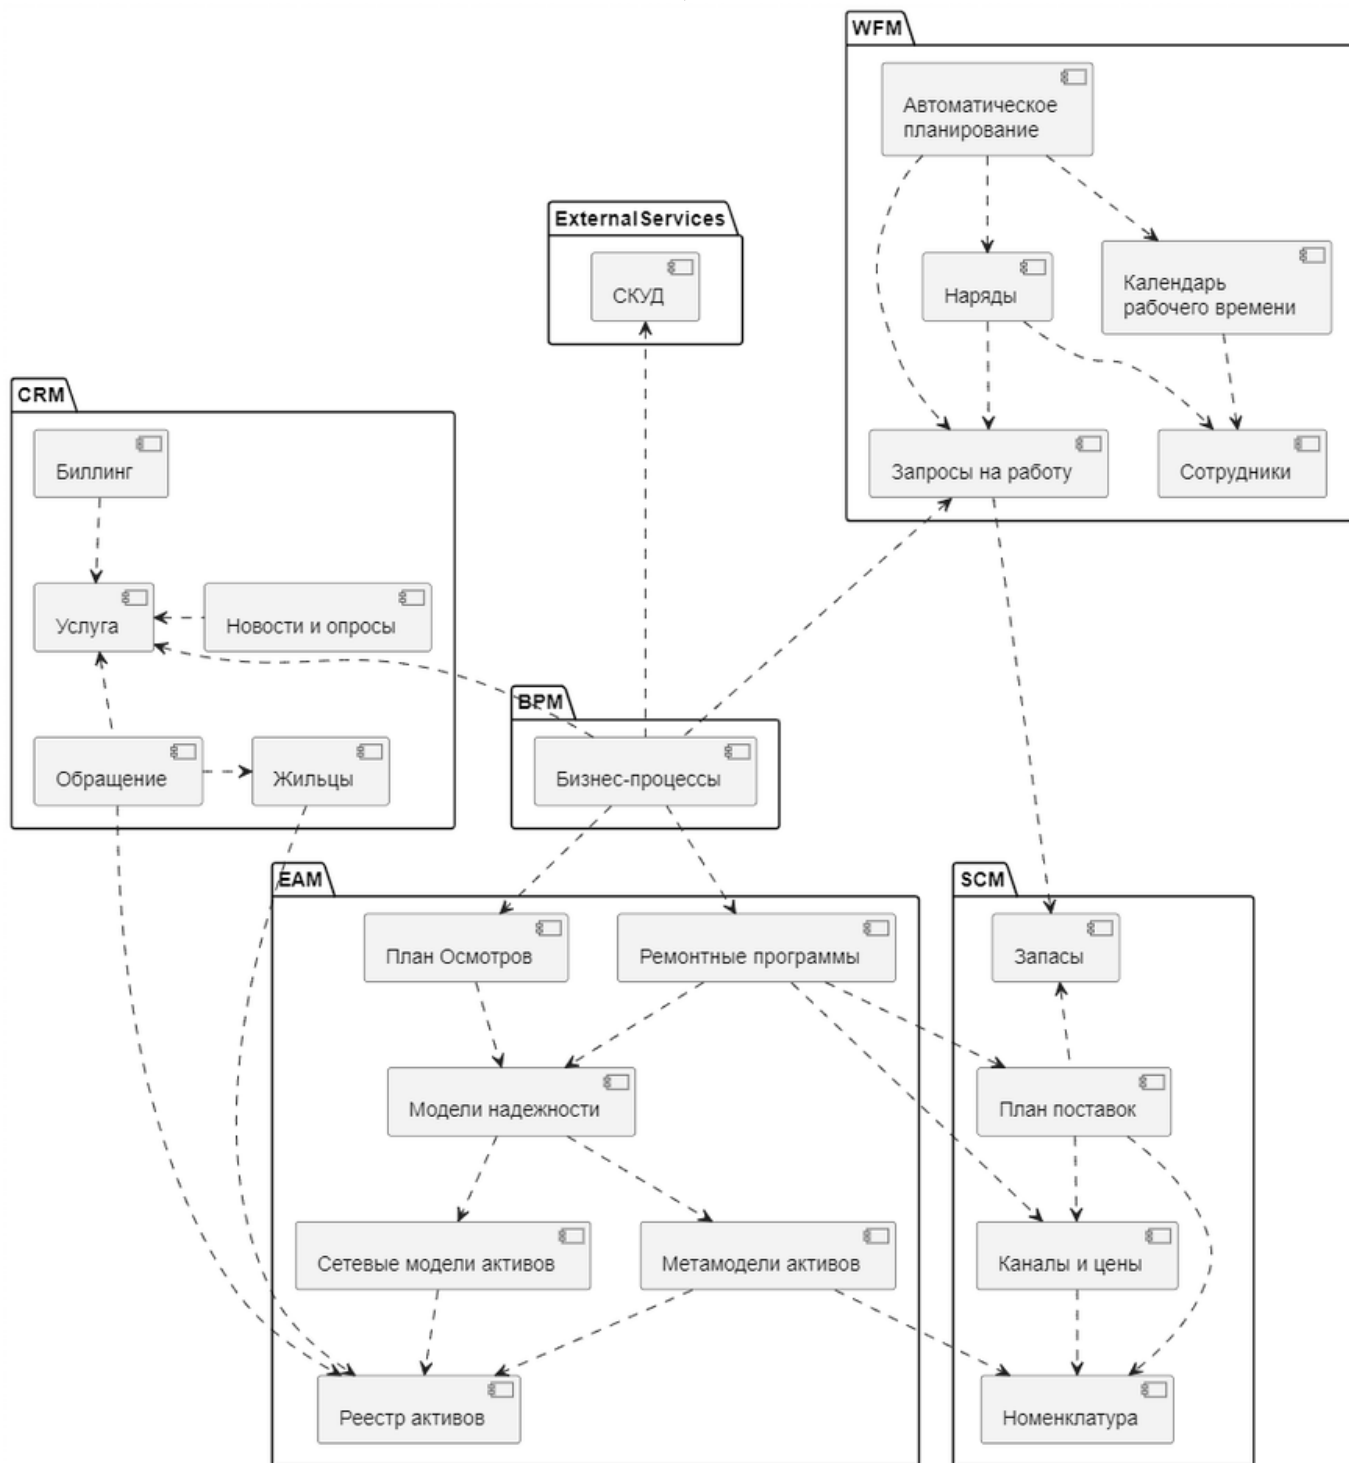 WFM
Автоматическое
планирование
ExternalServices
СКУД
Наряды
Календарь
рабочего времени
CRM
Биллинг
Запросы на работу
Сотрудники
Услуга
Новости и опросы
BPM
Обращение
Жильцы
Бизнес-процессы
EAM
SCM
План Осмотров
Ремонтные программы
Запасы
Модели надежности
План поставок
Сетевые модели активов
Метамодели активов
Каналы и цены
Реестр активов
Номенклатура